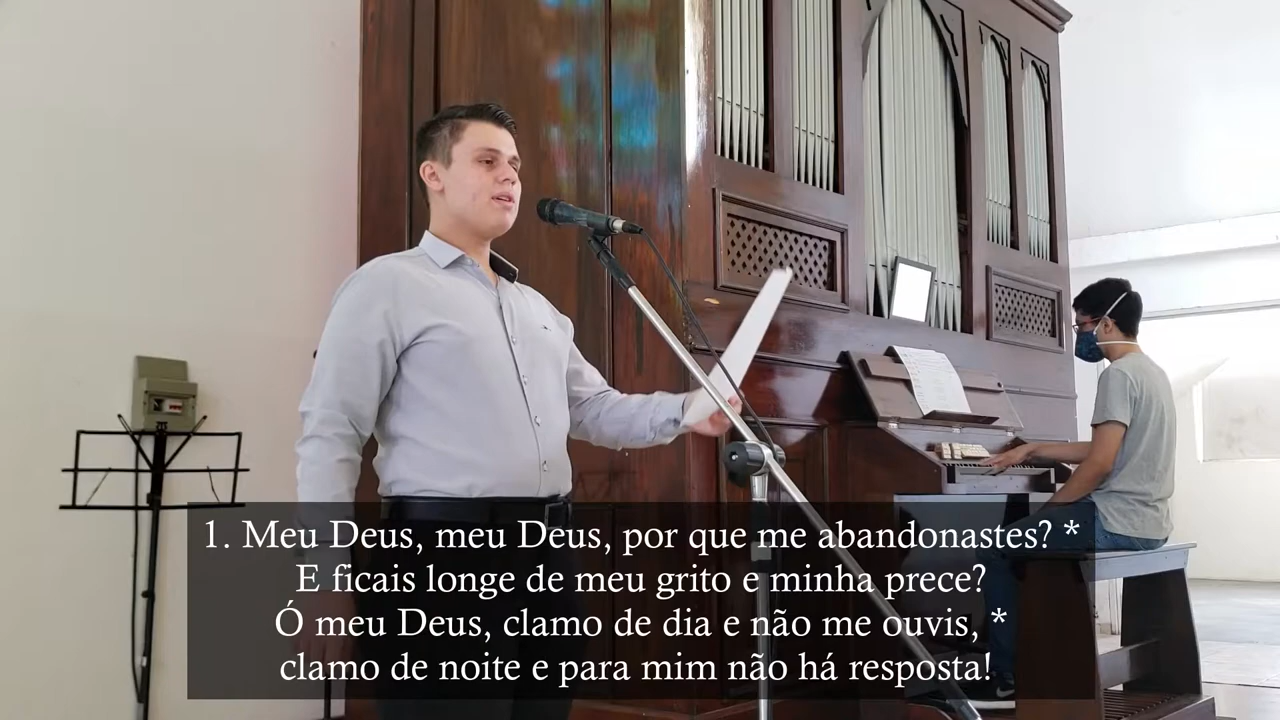 1. Meu Deus, meu Deus, por que me abandonastes? *
E ficais longe de meu grito e minha prece?
Ó meu Deus, clamo de dia e não me ouvis, *
clamo de noite e para mim não há resposta!